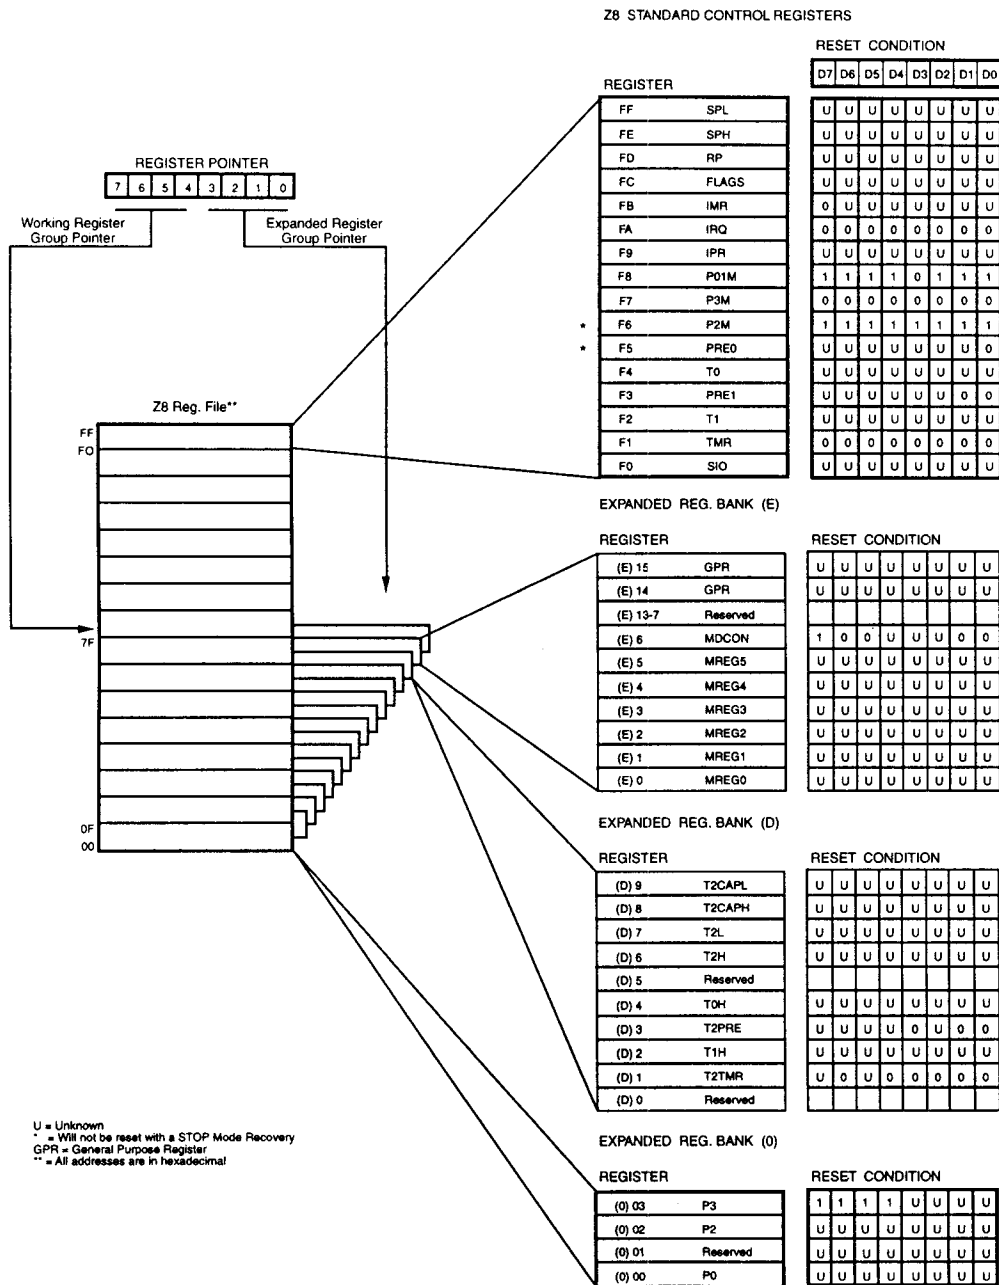 Z8 STANDARD CONTROL REGISTERS
RESET CONDITION
D7 D6 D5 D4 D3 D2 D1 D0
REGISTER
FF SPL U U U U U U U U
FE SPH U U U U U U U U
FD RP U U U U U U U U
FC FLAGS U U U U U U U U
FB IMR 0 U U U U U U U
FA IRQ 0 0 0 0 0 0 0 0
F9 IPR U U U U U U U U
F8 P01M 1 1 1 1 0 1 1 1
F7 P3M 0 0 0 0 0 0 0 0
* F6 P2M 1 1 1 1 1 1 1 1
* F5 PRE0 U U U U U U U 0
F4 T0 U U U U U U U U
F3 PRE1 U U U U U U 0 0
F2 T1 U U U U U U U U
F1 TMR 0 0 0 0 0 0 0 0
F0 SIO U U U U U U U U
REGISTER POINTER
7 6 5 4 3 2 1 0
Working Register
Group Pointer
Expanded Register
Group Pointer
Z8 Reg. File**
FF
FO
7F
0F
00
EXPANDED REG. BANK (E)
REGISTER RESET CONDITION
(E) 15 GPR U U U U U U U U
(E) 14 GPR U U U U U U U U
(E) 13-7 Reserved
(E) 6 MDCON 1 0 0 U U U 0 0
(E) 5 MREG5 U U U U U U U U
(E) 4 MREG4 U U U U U U U U
(E) 3 MREG3 U U U U U U U U
(E) 2 MREG2 U U U U U U U U
(E) 1 MREG1 U U U U U U U U
(E) 0 MREG0 U U U U U U U U
EXPANDED REG. BANK (D)
REGISTER RESET CONDITION
(D) 9 T2CAPL U U U U U U U U
(D) 8 T2CAPH U U U U U U U U
(D) 7 T2L U U U U U U U U
(D) 6 T2H U U U U U U U U
(D) 5 Reserved
(D) 4 T0H U U U U U U U U
(D) 3 T2PRE U U U U 0 U 0 0
(D) 2 T1H U U U U U U U U
(D) 1 T2TMR U 0 U 0 0 0 0 0
(D) 0 Reserved
EXPANDED REG. BANK (0)
REGISTER RESET CONDITION
(0) 03 P3 1 1 1 1 U U U U
(0) 02 P2 U U U U U U U U
(0) 01 Reserved U U U U U U U U
(0) 00 P0 U U U U U U U U
U = Unknown
* = Will not be reset with a STOP Mode Recovery
GPR = General Purpose Register
** = All addresses are in hexadecimal